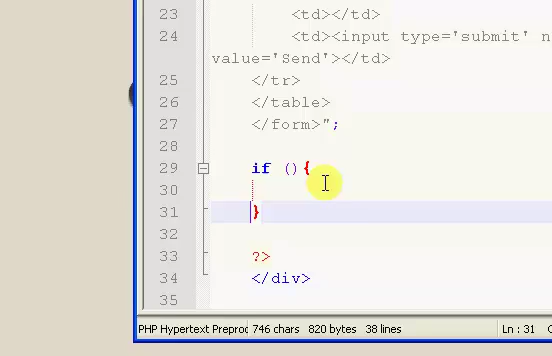 23 <td></td>
24 <td><input type='submit' n
value='Send'></td>
25 </tr>
26 </table>
27 </form>";
28
29 if (){
30
31 }
32
33 ?>
34 </div>
35
PHP Hypertext Preproc 746 chars 820 bytes 38 lines Ln : 31